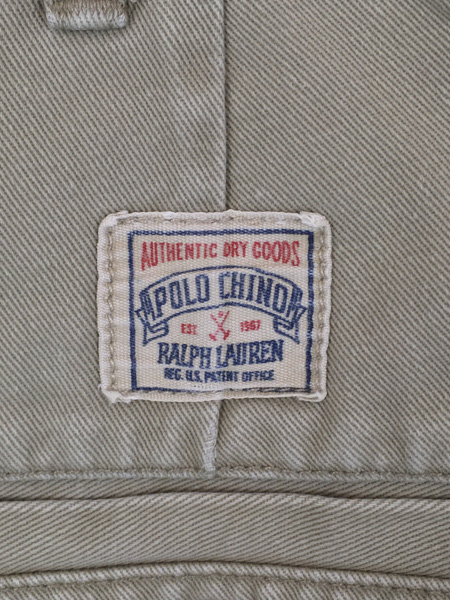 AUTHENTIC DRY GOODS
POLO CHINO
EST. 1967
RALPH LAUREN
REG. U.S. PATENT OFFICE